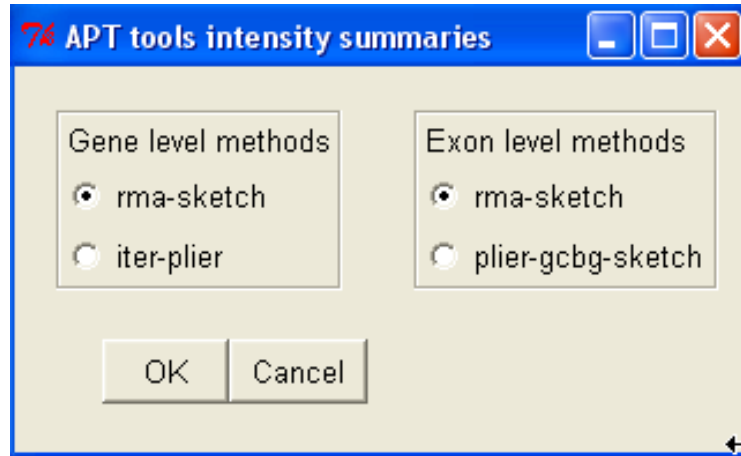 7% APT tools intensity summaries
Gene level methods
rma-sketch
iter-plier
Exon level methods
rma-sketch
plier-gcbg-sketch
OK
Cancel